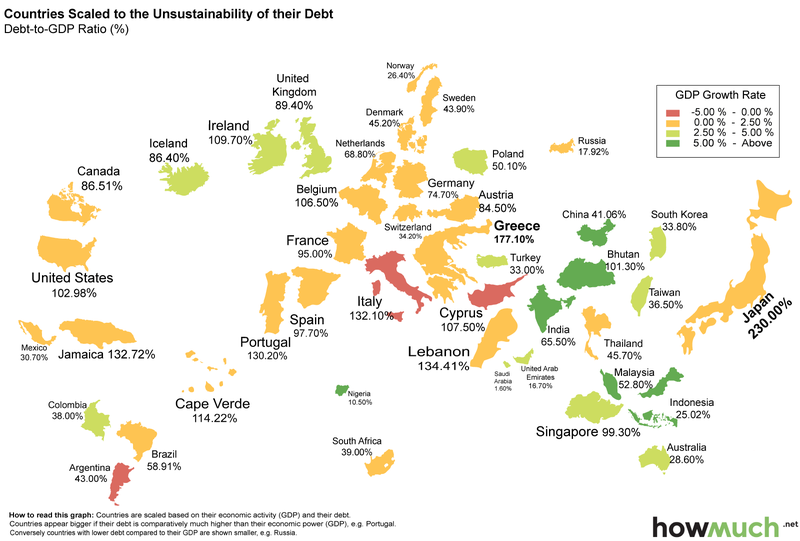 Countries Scaled to the Unsustainability of their Debt
Debt-to-GDP Ratio (%)
GDP Growth Rate
-5.00 % - 0.00 %
0.00 % - 2.50 %
2.50 % - 5.00 %
5.00 % - Above
Norway
26.40%
Sweden
43.90%
Denmark
45.20%
United
Kingdom
89.40%
Ireland
109.70%
Iceland
86.40%
Netherlands
68.80%
Poland
50.10%
Russia
17.92%
Canada
86.51%
Belgium
106.50%
Germany
74.70%
Austria
84.50%
Switzerland
34.20%
Greece
177.10%
China 41.06%
South Korea
33.80%
France
95.00%
Turkey
33.00%
Bhutan
101.30%
United States
102.98%
Taiwan
36.50%
Italy
132.10%
Cyprus
107.50%
Japan
230.00%
Spain
97.70%
Portugal
130.20%
India
65.50%
Mexico
30.70%
Jamaica 132.72%
Lebanon
134.41%
Thailand
45.70%
Saudi
Arabia
1.60%
United Arab
Emirates
16.70%
Malaysia
52.80%
Nigeria
10.50%
Cape Verde
114.22%
Colombia
38.00%
Indonesia
25.02%
Singapore 99.30%
South Africa
39.00%
Brazil
58.91%
Australia
28.60%
Argentina
43.00%
How to read this graph: Countries are scaled based on their economic activity (GDP) and their debt.
Countries appear bigger if their debt is comparatively much higher than their economic power (GDP), e.g. Portugal.
Conversely countries with lower debt compared to their GDP are shown smaller, e.g. Russia.
howmuch.net